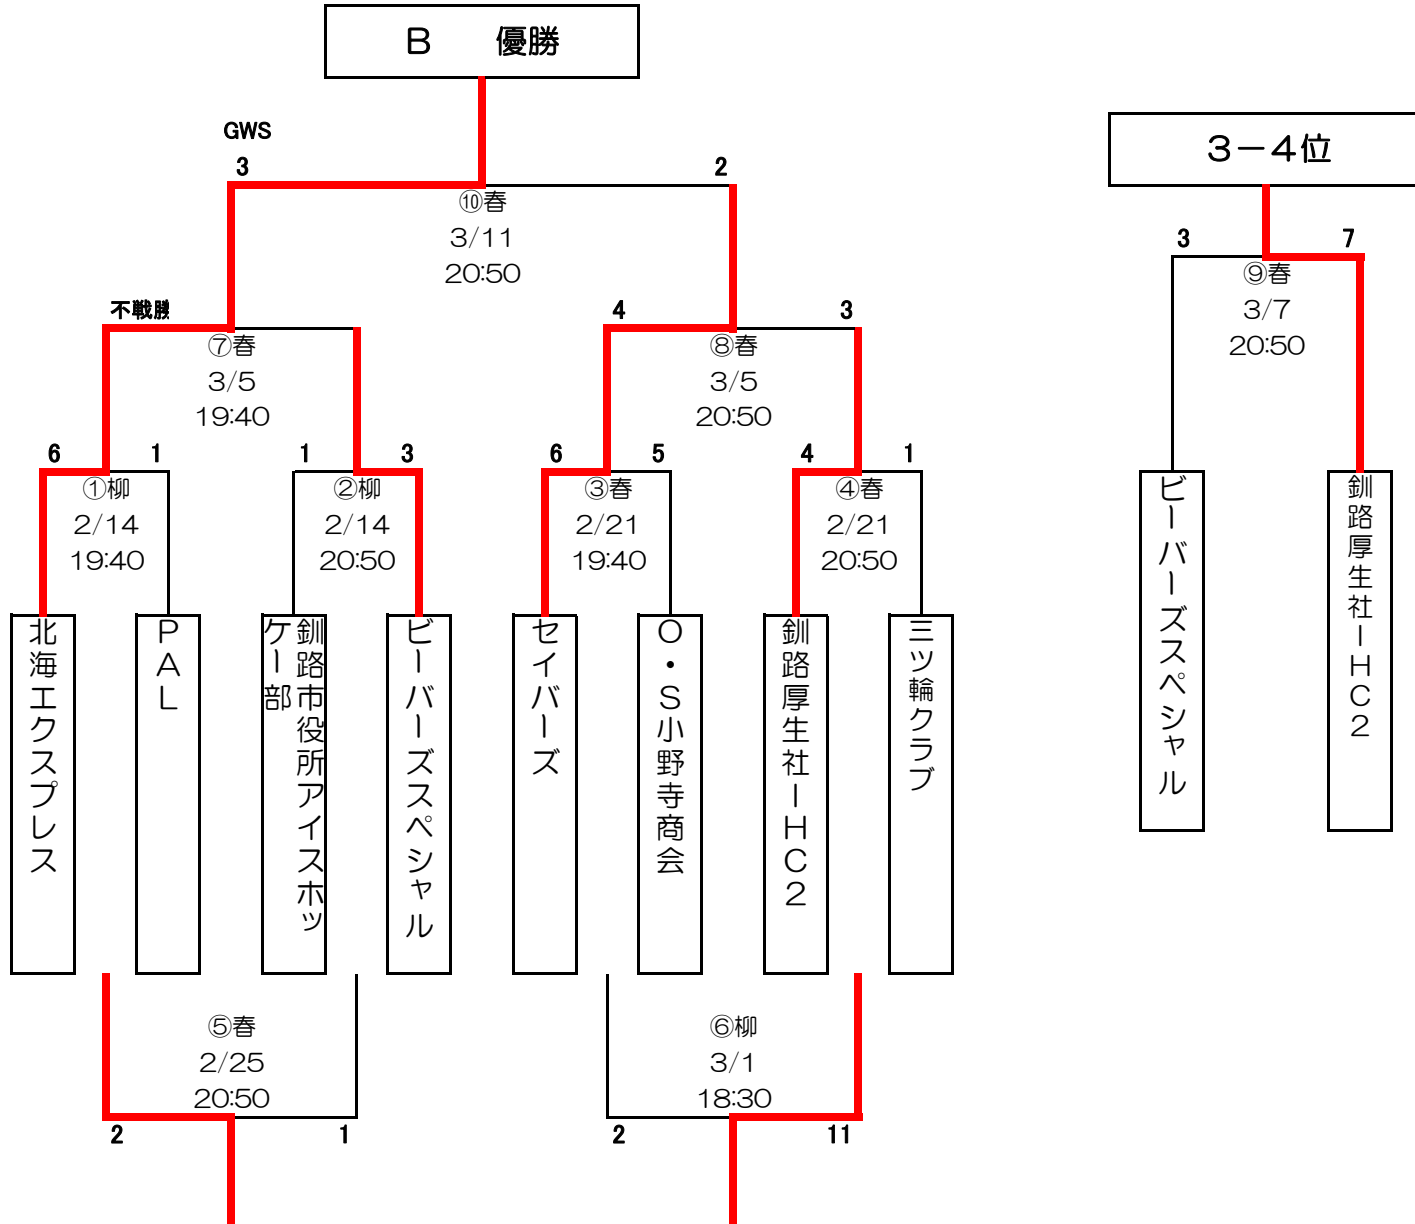 B　優勝
GWS
3
2
⑩春
3/11
20:50
3－4位
3
7
⑨春
3/7
20:50
不戦勝
4
3
⑦春
3/5
19:40
⑧春
3/5
20:50
6
1
1
3
6
5
4
1
①柳
2/14
19:40
②柳
2/14
20:50
③春
2/21
19:40
④春
2/21
20:50
北海エクスプレス
PAL
釧路市役所アイスホッ
ケー部
ビーバーズスペシャル
セイバーズ
O・S小野寺商会
釧路厚生社ーHC2
三ツ輪クラブ
ビーバーズスペシャル
釧路厚生社ーHC2
⑤春
2/25
20:50
2
1
⑥柳
3/1
18:30
2
11